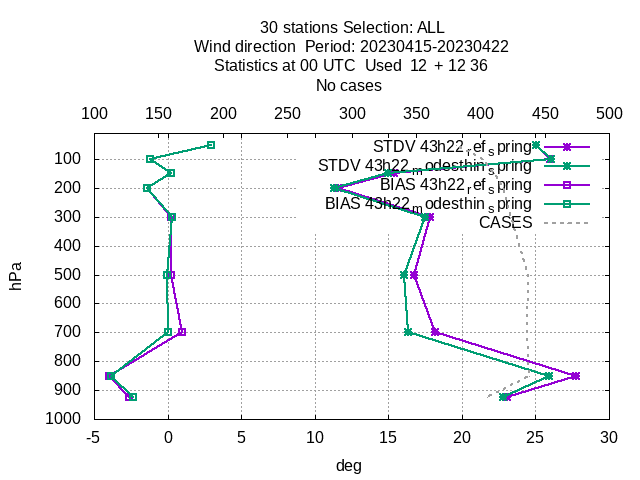 30 stations Selection: ALL
Wind direction  Period: 20230415-20230422
Statistics at 00 UTC  Used  12  + 12 36
No cases
100 150 200 250 300 350 400 450 500
STDV 43h22_ref_spring
STDV 43h22_modesthin_spring
BIAS 43h22_ref_spring
BIAS 43h22_modesthin_spring
CASES
100
200
300
400
500
600
700
800
900
1000
hPa
-5 0 5 10 15 20 25 30
deg